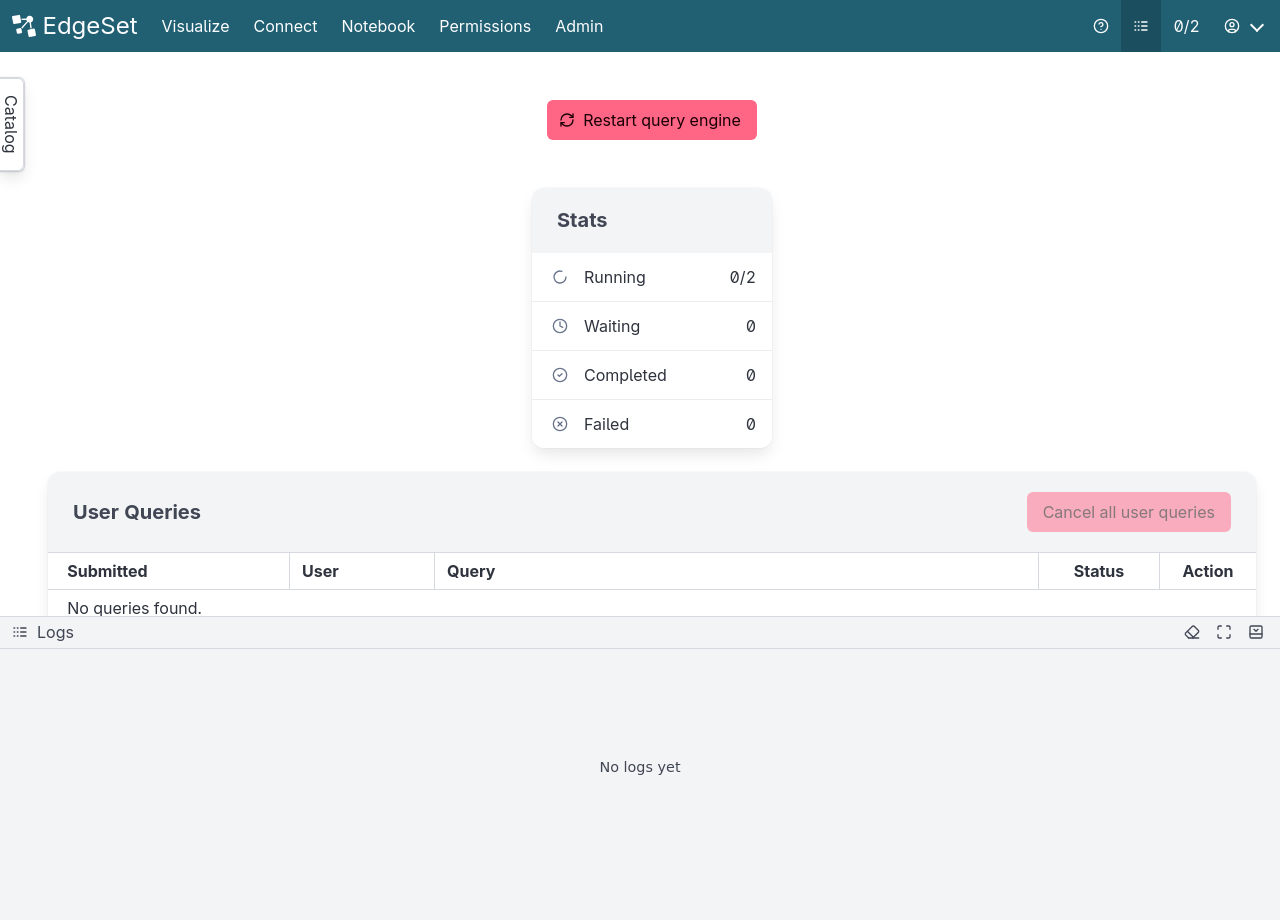 EdgeSet Visualize Connect Notebook Permissions Admin 0/2
Catalog
Restart query engine
Stats
Running 0/2
Waiting 0
Completed 0
Failed 0
User Queries Cancel all user queries
Submitted User Query Status Action
No queries found.
Logs
No logs yet